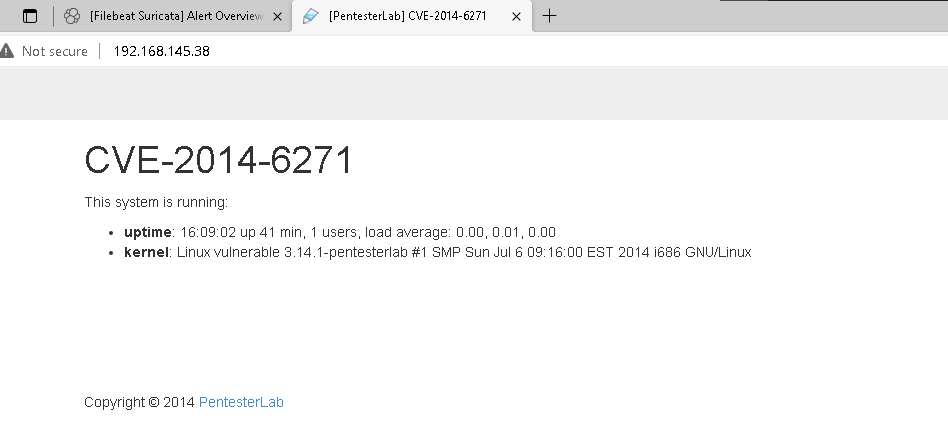 [Filebeat Suricata] Alert Overview
[PentesterLab] CVE-2014-6271
Not secure
192.168.145.38
CVE-2014-6271
This system is running:
uptime: 16:09:02 up 41 min, 1 users, load average: 0.00, 0.01, 0.00
kernel: Linux vulnerable 3.14.1-pentesterlab #1 SMP Sun Jul 6 09:16:00 EST 2014 i686 GNU/Linux
Copyright © 2014 PentesterLab